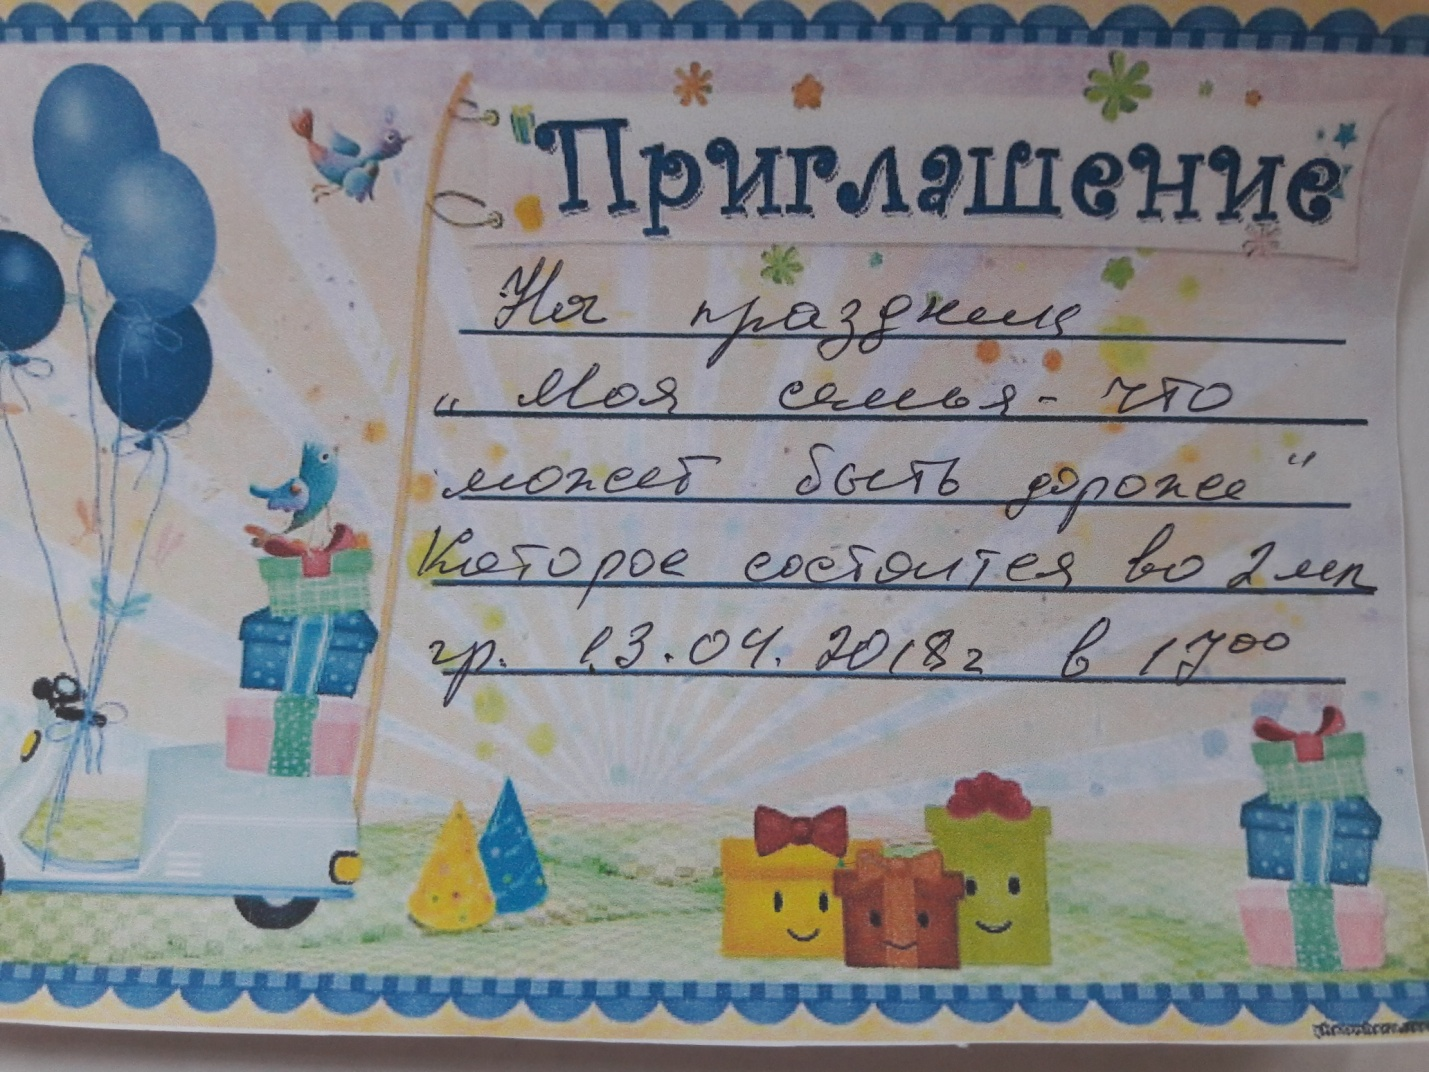 Приглашение
На праздник
„ Моя семья - что
может быть дороже "
Которое состоится во 2 мл
гр. 13.04.2018г в 17⁰⁰